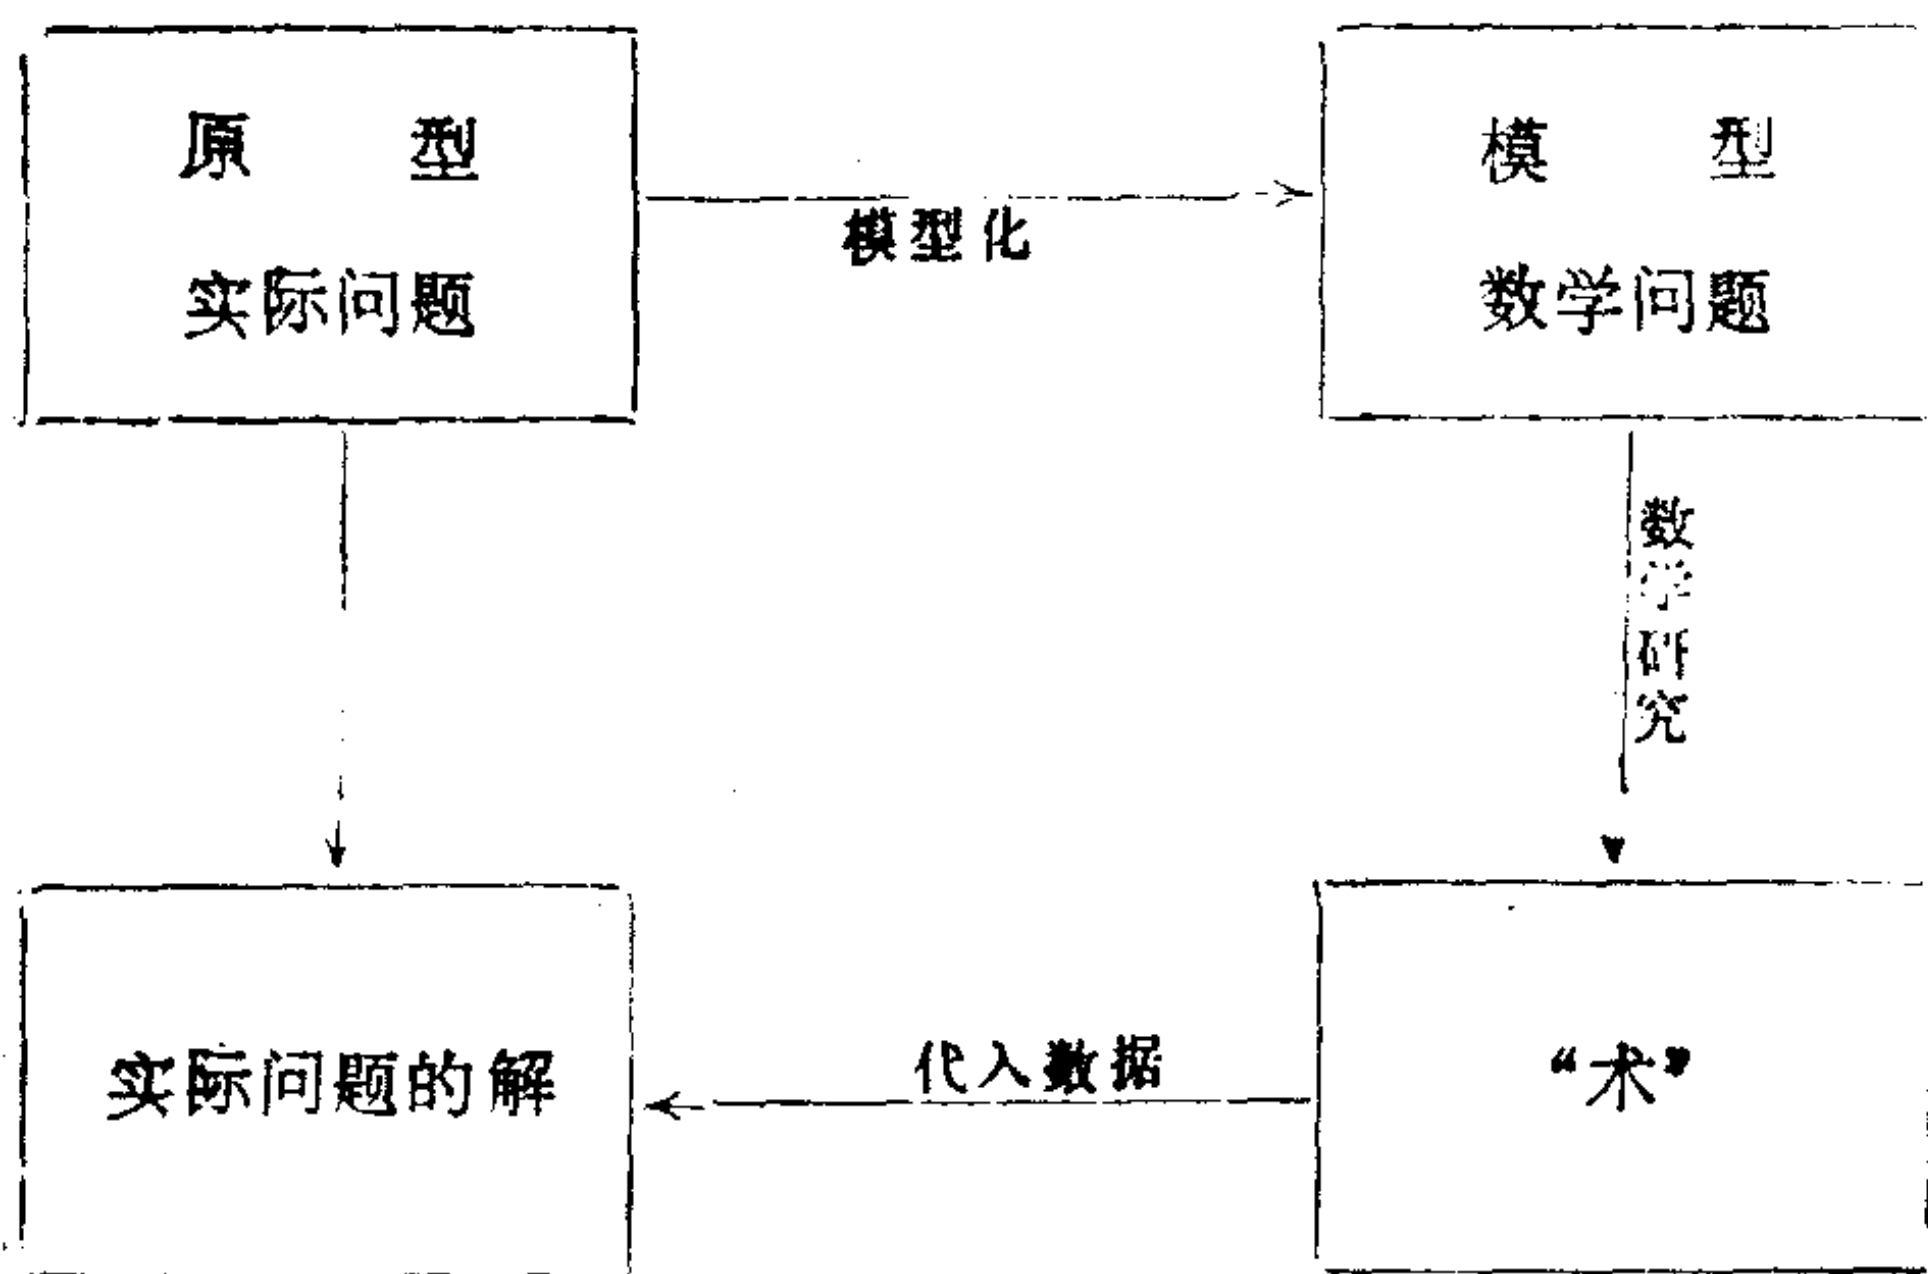 原 型
实际问题
模型化
模 型
数学问题
数学研究
实际问题的解
代入数据
“术”